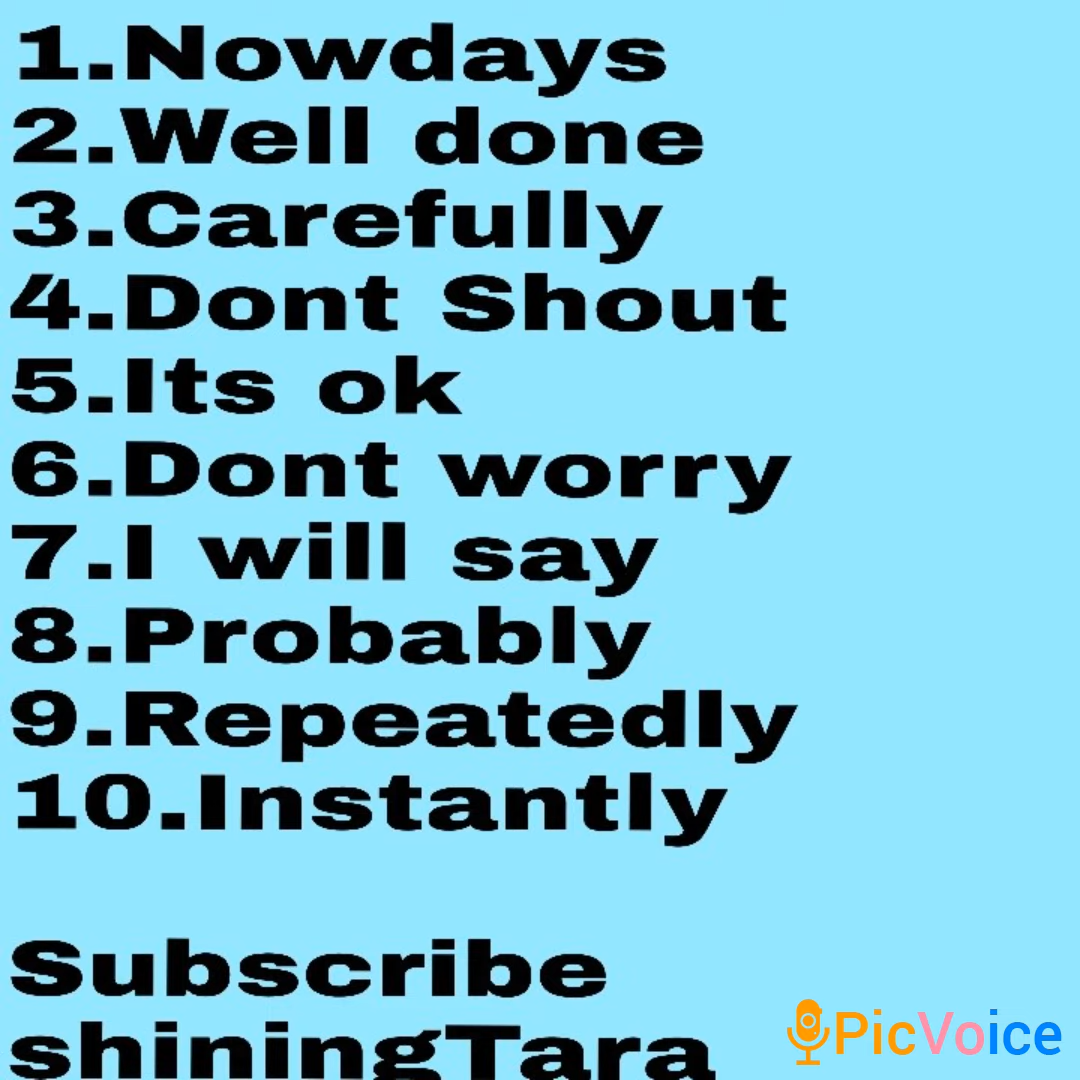 1.Nowdays
2.Well done
3.Carefully
4.Dont Shout
5.Its ok
6.Dont worry
7.I will say
8.Probably
9.Repeatedly
10.Instantly
Subscribe
shiningTara
PicVoice